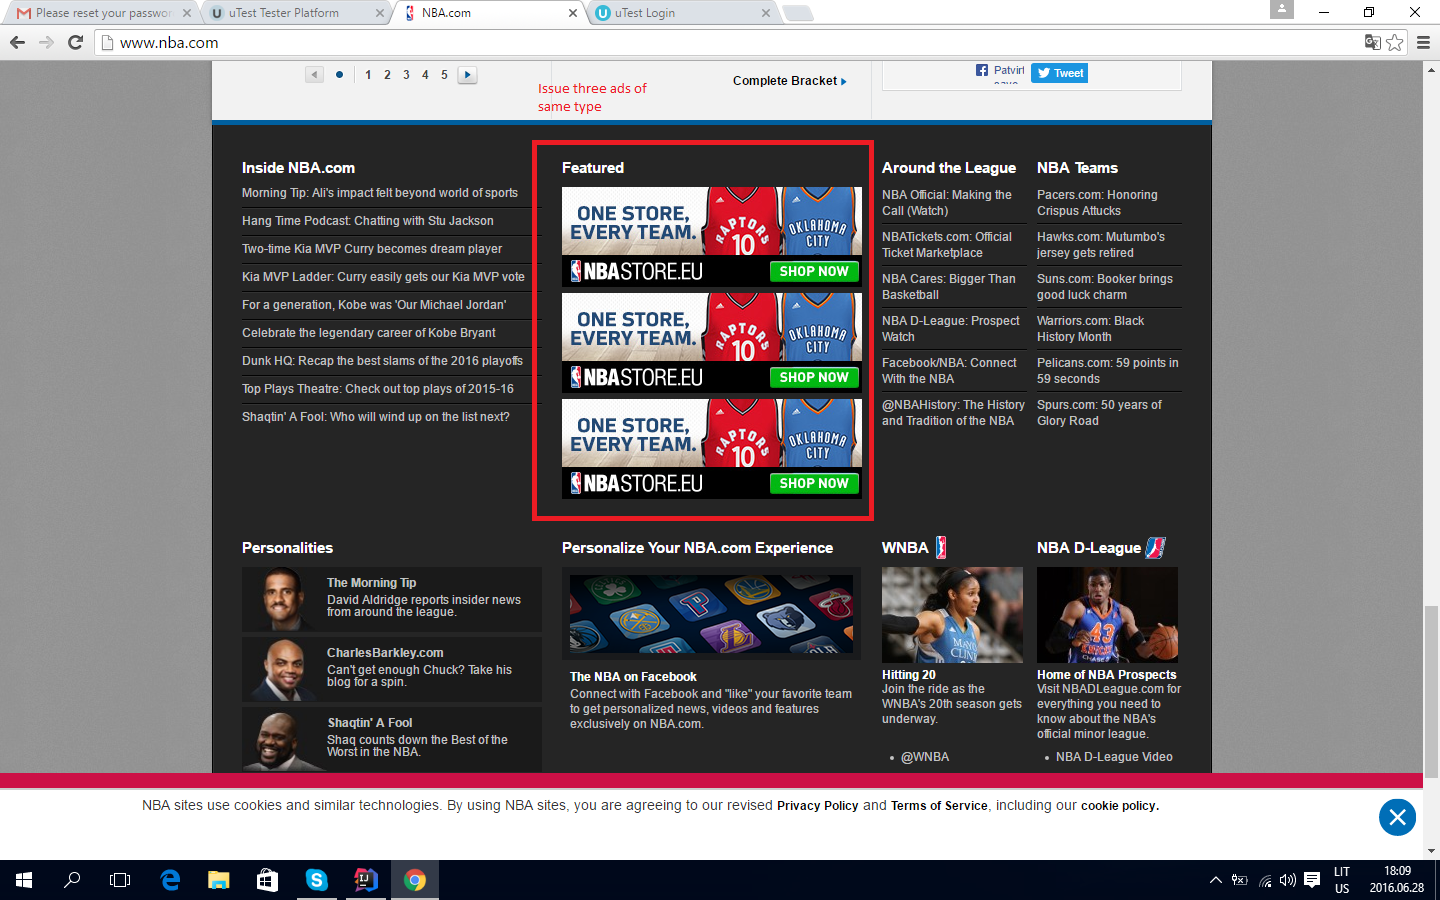 Please reset your passwor
uTest Tester Platform
NBA.com
uTest Login
www.nba.com
1 2 3 4 5
Issue three ads of
same type
Complete Bracket
Patvirt
Tweet
Inside NBA.com
Morning Tip: Ali's impact felt beyond world of sports
Hang Time Podcast: Chatting with Stu Jackson
Two-time Kia MVP Curry becomes dream player
Kia MVP Ladder: Curry easily gets our Kia MVP vote
For a generation, Kobe was 'Our Michael Jordan'
Celebrate the legendary career of Kobe Bryant
Dunk HQ: Recap the best slams of the 2016 playoffs
Top Plays Theatre: Check out top plays of 2015-16
Shaqtin' A Fool: Who will wind up on the list next?
Featured
ONE STORE,
EVERY TEAM.
RAPTORS
10
OKLAHOMA
CITY
NBASTORE.EU
SHOP NOW
ONE STORE,
EVERY TEAM.
RAPTORS
10
OKLAHOMA
CITY
NBASTORE.EU
SHOP NOW
ONE STORE,
EVERY TEAM.
RAPTORS
10
OKLAHOMA
CITY
NBASTORE.EU
SHOP NOW
Around the League
NBA Official: Making the
Call (Watch)
NBATickets.com: Official
Ticket Marketplace
NBA Cares: Bigger Than
Basketball
NBA D-League: Prospect
Watch
Facebook/NBA: Connect
With the NBA
@NBAHistory: The History
and Tradition of the NBA
NBA Teams
Pacers.com: Honoring
Crispus Attucks
Hawks.com: Mutumbo's
jersey gets retired
Suns.com: Booker brings
good luck charm
Warriors.com: Black
History Month
Pelicans.com: 59 points in
59 seconds
Spurs.com: 50 years of
Glory Road
Personalities
The Morning Tip
David Aldridge reports insider news
from around the league.
CharlesBarkley.com
Can't get enough Chuck? Take his
blog for a spin.
Shaqtin' A Fool
Shaq counts down the Best of the
Worst in the NBA.
Personalize Your NBA.com Experience
The NBA on Facebook
Connect with Facebook and "like" your favorite team
to get personalized news, videos and features
exclusively on NBA.com.
WNBA
MAYO
CLINIC
Hitting 20
Join the ride as the
WNBA's 20th season gets
underway.
@WNBA
NBA D-League
43
Home of NBA Prospects
Visit NBADLeague.com for
everything you need to
know about the NBA's
official minor league.
NBA D-League Video
NBA sites use cookies and similar technologies. By using NBA sites, you are agreeing to our revised Privacy Policy and Terms of Service, including our cookie policy.
LIT
US
18:09
2016.06.28